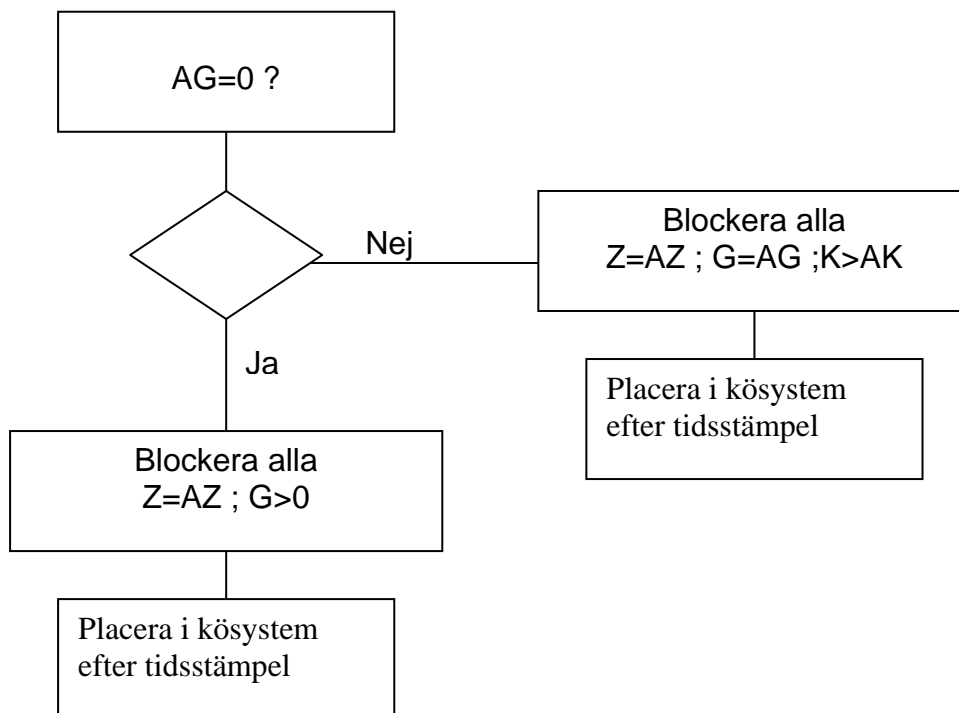 AG=0 ?
Nej
Blockera alla
Z=AZ ; G=AG ;K>AK
Placera i kösystem
efter tidsstämpel
Ja
Blockera alla
Z=AZ ; G>0
Placera i kösystem
efter tidsstämpel